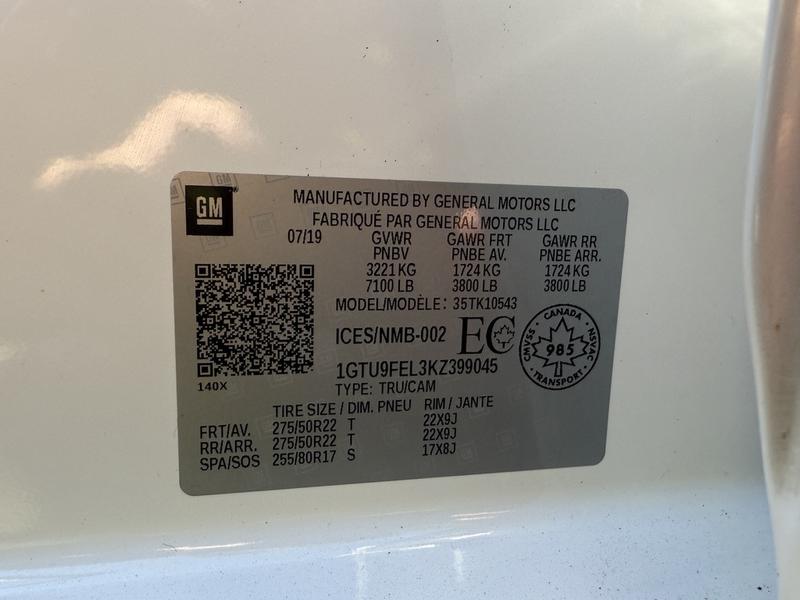 GM
MANUFACTURED BY GENERAL MOTORS LLC
FABRIQUÉ PAR GENERAL MOTORS LLC
07/19 GVWR GAWR FRT GAWR RR
PNBV PNBE AV. PNBE ARR.
3221 KG 1724 KG 1724 KG
7100 LB 3800 LB 3800 LB
MODEL/MODÈLE: 35TK10543
ICES/NMB-002 EC
CANADA
CMVSS 985 NSVAC
TRANSPORT
1GTU9FEL3KZ399045
140X
TYPE: TRU/CAM
TIRE SIZE / DIM. PNEU RIM / JANTE
FRT/AV. 275/50R22 T 22X9J
RR/ARR. 275/50R22 T 22X9J
SPA/SOS 255/80R17 S 17X8J